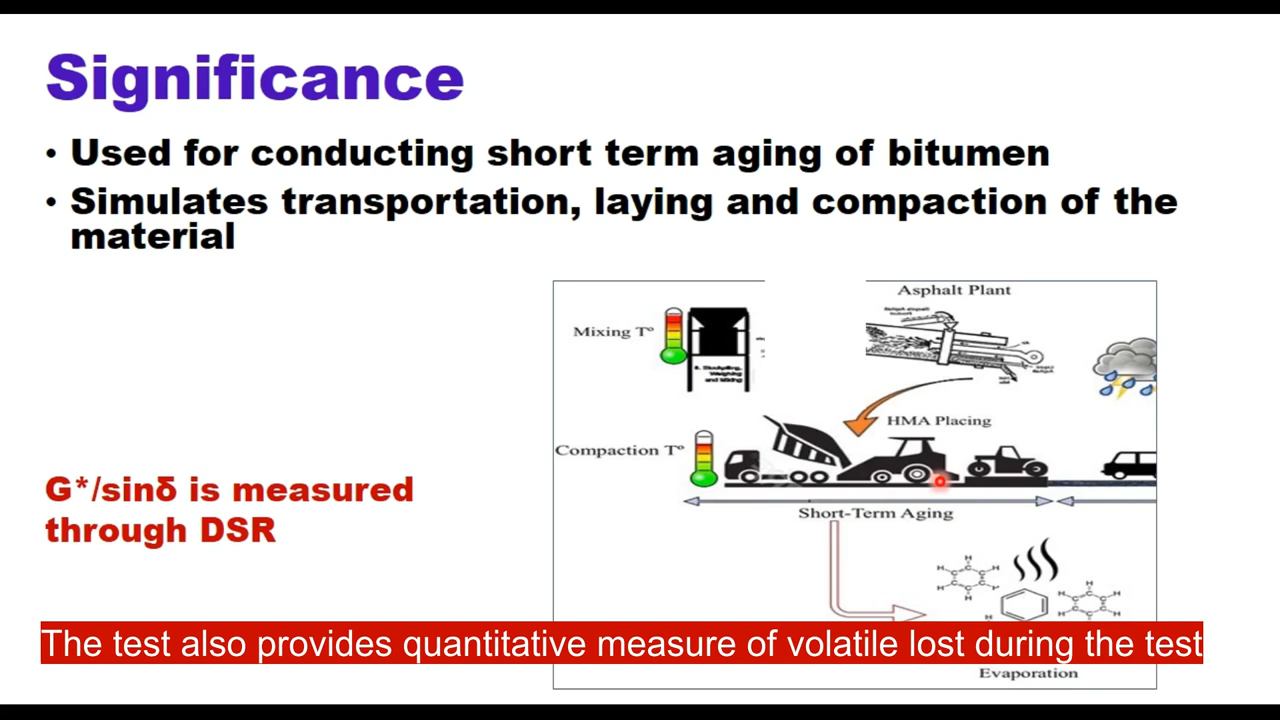 Significance
• Used for conducting short term aging of bitumen
• Simulates transportation, laying and compaction of the
material
Asphalt Plant
Mixing Tº
HMA Placing
Compaction Tº
G*/sinδ is measured
through DSR
Short-Term Aging
The test also provides quantitative measure of volatile lost during the test
Evaporation